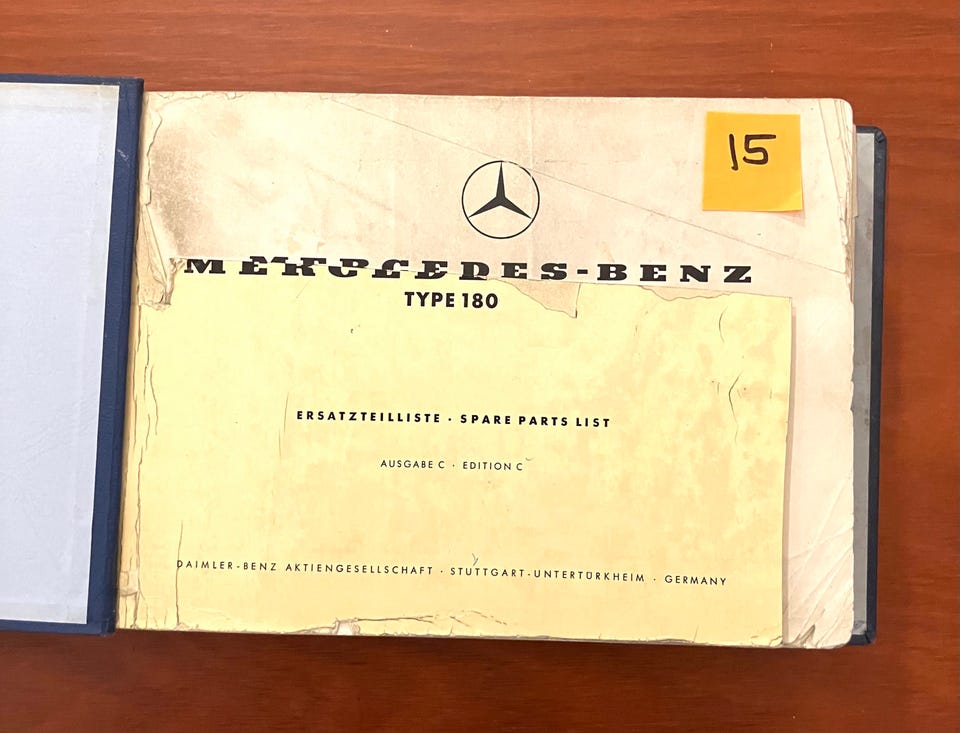 15
MERCEDES-BENZ
TYPE 180
ERSATZTEILLISTE · SPARE PARTS LIST
AUSGABE C · EDITION C
DAIMLER-BENZ AKTIENGESELLSCHAFT · STUTTGART-UNTERTÜRKHEIM · GERMANY